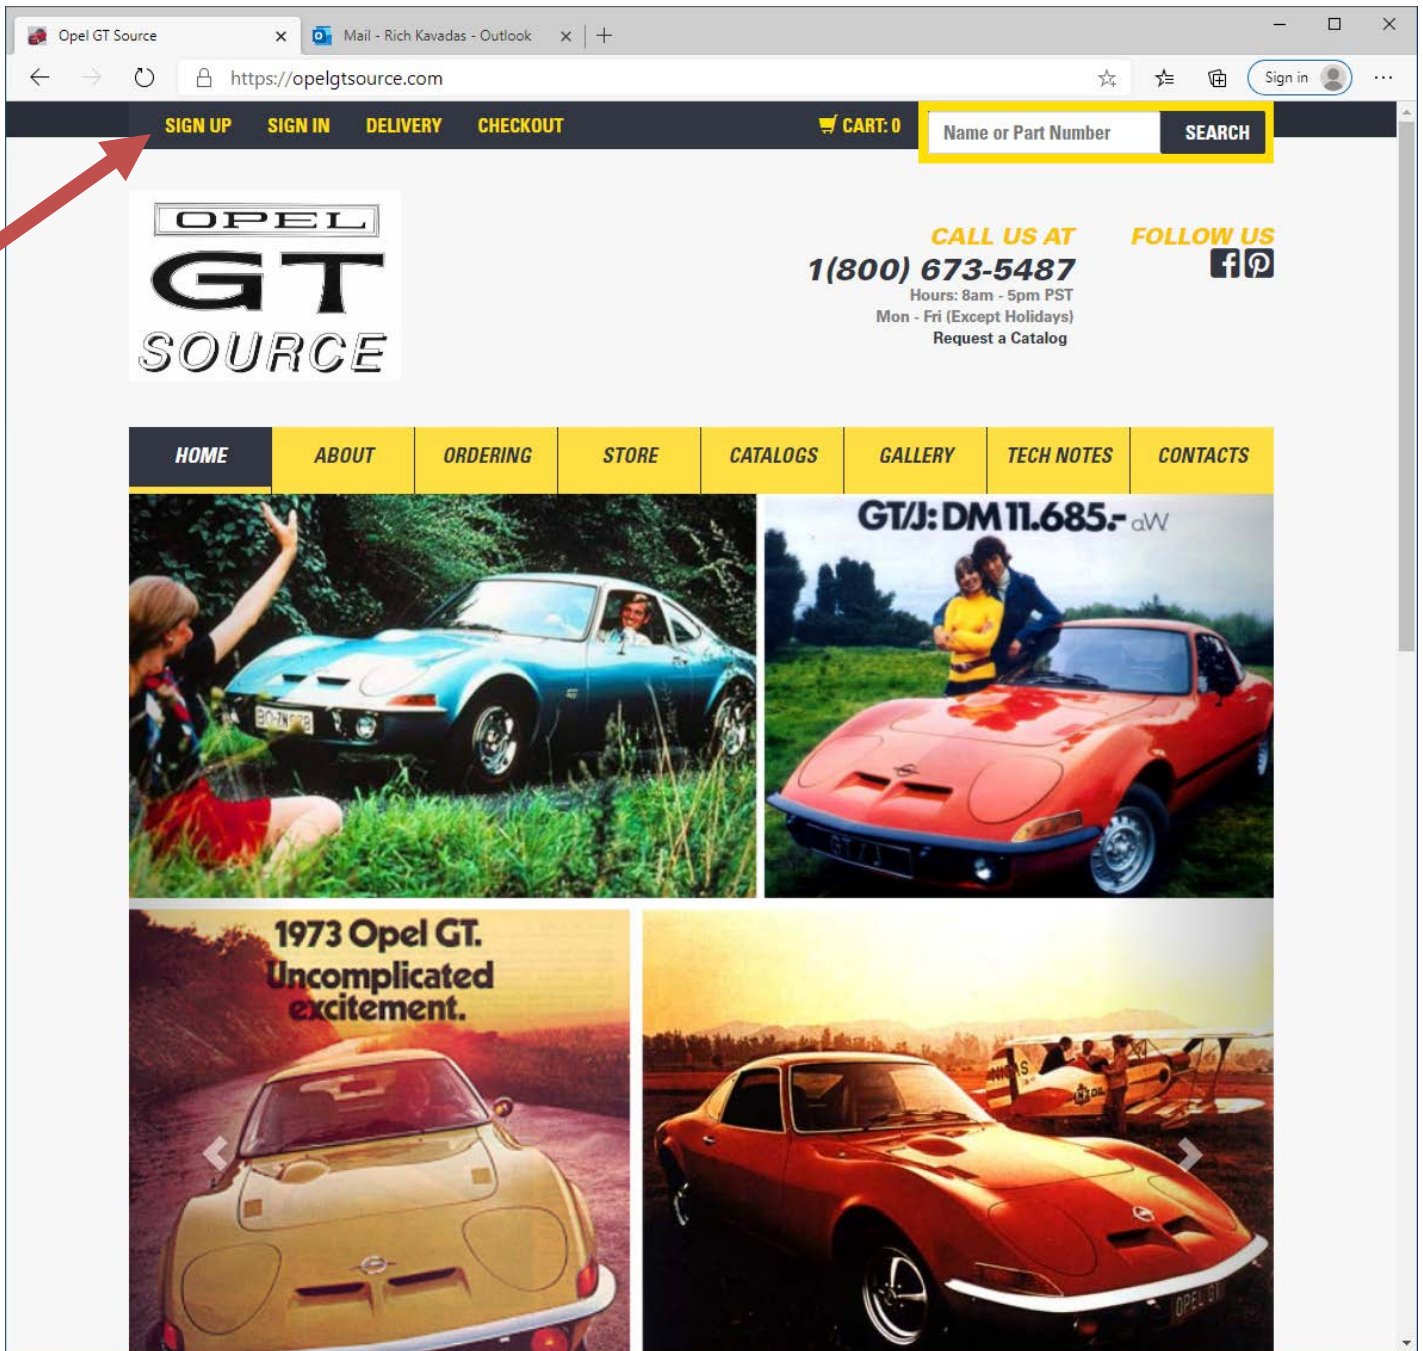 Opel GT Source
Mail - Rich Kavadas - Outlook
https://opelgtsource.com
Sign in
SIGN UP SIGN IN DELIVERY CHECKOUT CART: 0 Name or Part Number SEARCH
OPEL
GT
SOURCE
CALL US AT
1(800) 673-5487
Hours: 8am - 5pm PST
Mon - Fri (Except Holidays)
Request a Catalog
FOLLOW US
HOME ABOUT ORDERING STORE CATALOGS GALLERY TECH NOTES CONTACTS
GT/J: DM 11.685.- a.W.
GT/J
1973 Opel GT.
Uncomplicated
excitement.
OPEL GT